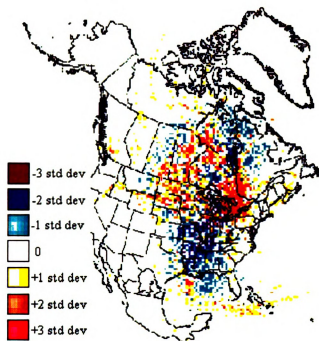 -3 std dev
-2 std dev
-1 std dev
0
+1 std dev
+2 std dev
+3 std dev